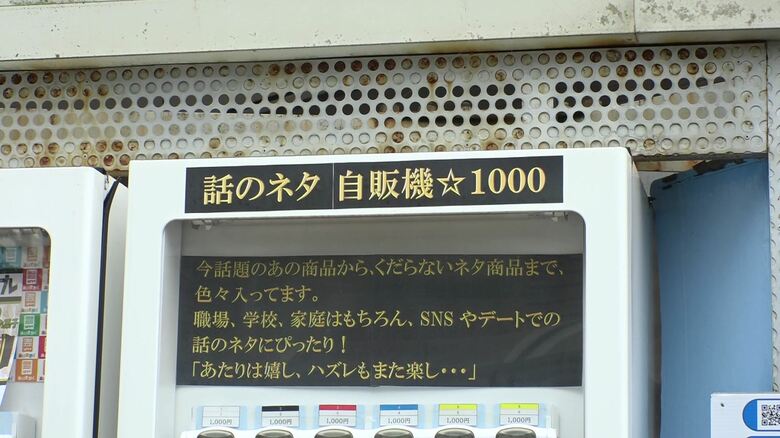 話のネタ 自販機☆1000
今話題のあの商品から、くだらないネタ商品まで、
色々入ってます。
職場、学校、家庭はもちろん、SNSやデートでの
話のネタにぴったり！
「あたりは嬉し、ハズレもまた楽し・・・」
1,000円 1,000円 1,000円 1,000円 1,000円 1,000円